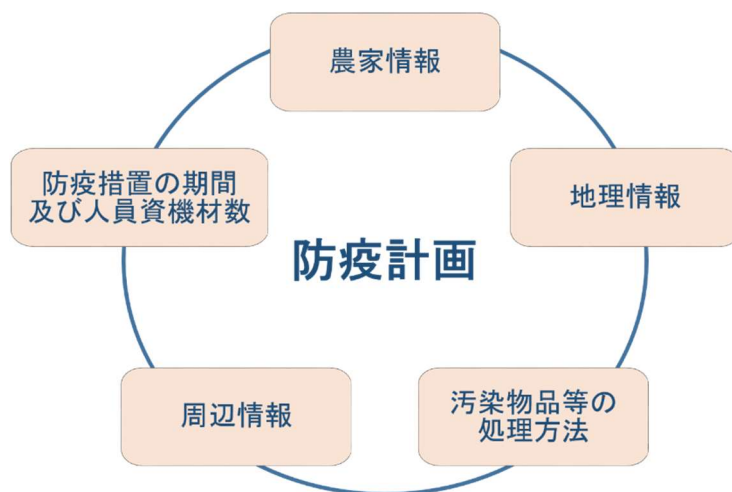 農家情報
防疫措置の期間
及び人員資機材数
地理情報
防疫計画
周辺情報
汚染物品等の
処理方法